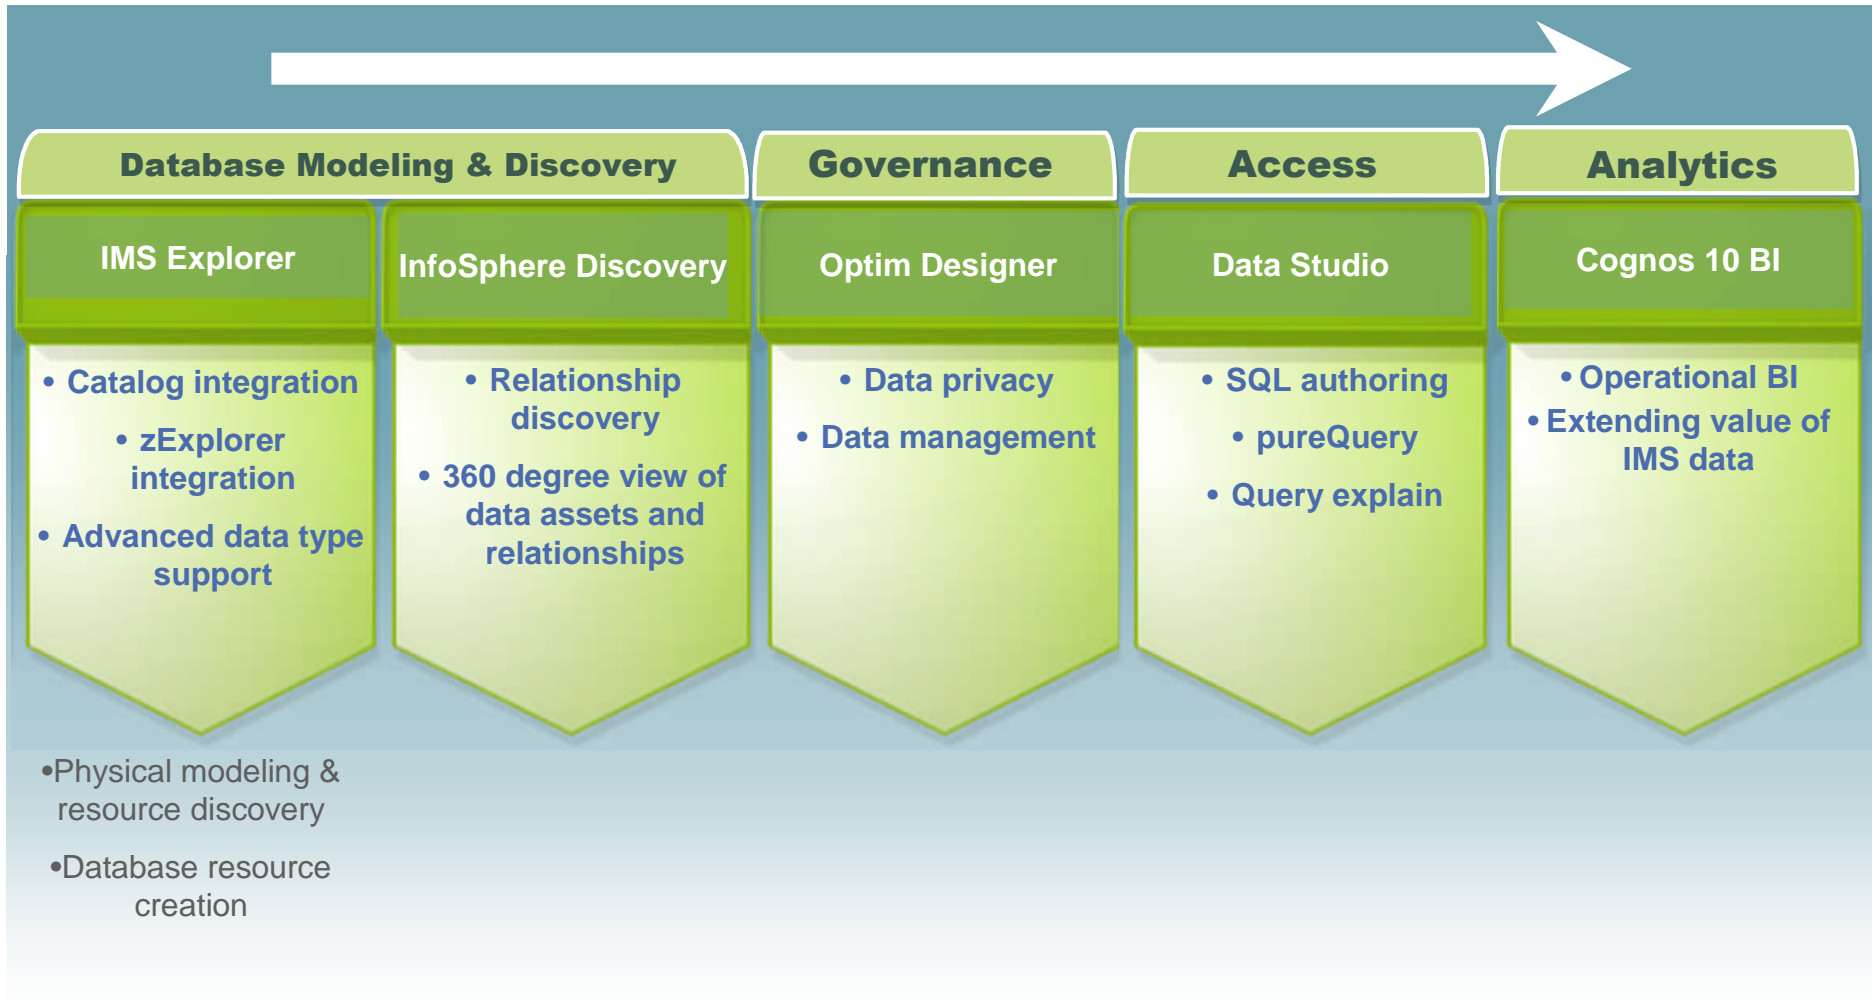 Database Modeling & Discovery
Governance
Access
Analytics
IMS Explorer
InfoSphere Discovery
Optim Designer
Data Studio
Cognos 10 BI
• Catalog integration
• zExplorer
integration
• Advanced data type
support
• Relationship
discovery
• 360 degree view of
data assets and
relationships
• Data privacy
• Data management
• SQL authoring
• pureQuery
• Query explain
• Operational BI
• Extending value of
IMS data
•Physical modeling &
resource discovery
•Database resource
creation